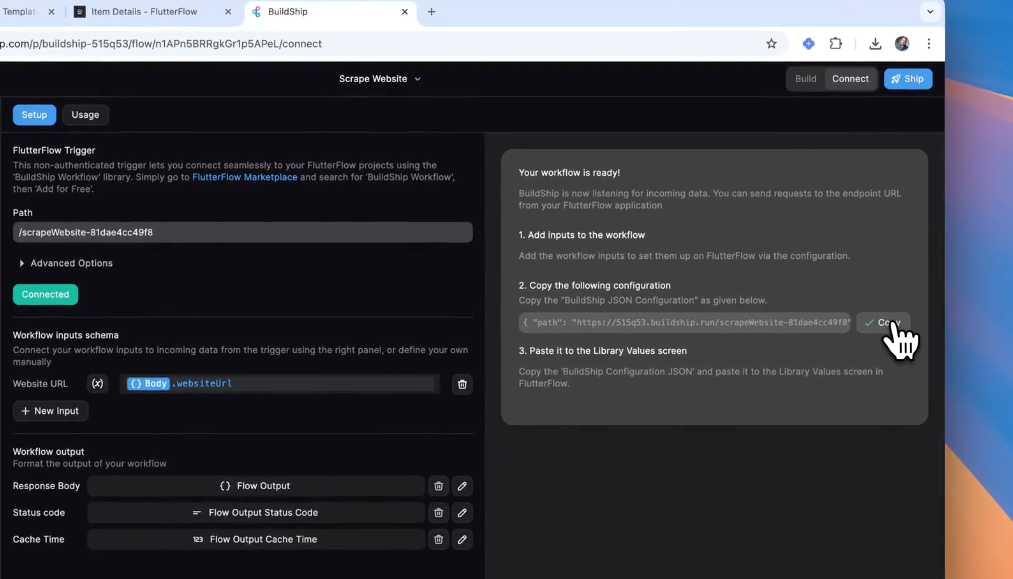 Template
Item Details - FlutterFlow
BuildShip
p.com/p/buildship-515q53/flow/n1APn5BRRgkGr1p5APeL/connect
Scrape Website
Build
Connect
Ship
Setup
Usage
FlutterFlow Trigger
This non-authenticated trigger lets you connect seamlessly to your FlutterFlow projects using the
'BuildShip Workflow' library. Simply go to FlutterFlow Marketplace and search for 'BuildShip Workflow',
then 'Add for Free'.
Path
/scrapeWebsite-81dae4cc49f8
Advanced Options
Connected
Workflow inputs schema
Connect your workflow inputs to incoming data from the trigger using the right panel, or define your own
manually
Website URL
(x)
{} Body .websiteUrl
+ New Input
Workflow output
Format the output of your workflow
Response Body
{} Flow Output
Status code
Flow Output Status Code
Cache Time
123 Flow Output Cache Time
Your workflow is ready!
BuildShip is now listening for incoming data. You can send requests to the endpoint URL
from your FlutterFlow application
1. Add inputs to the workflow
Add the workflow inputs to set them up on FlutterFlow via the configuration.
2. Copy the following configuration
Copy the "BuildShip JSON Configuration" as given below.
{ "path": "https://515q53.buildship.run/scrapeWebsite-81dae4cc49f8"
Copy
3. Paste it to the Library Values screen
Copy the 'BuildShip Configuration JSON' and paste it to the Library Values screen in
FlutterFlow.